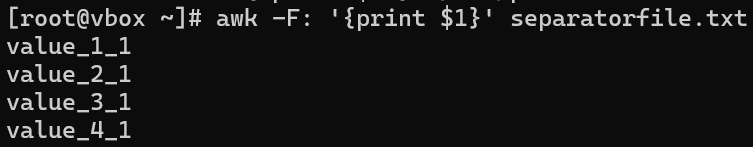 [root@vbox ~]# awk -F: '{print $1}' separatorfile.txt
value_1_1
value_2_1
value_3_1
value_4_1